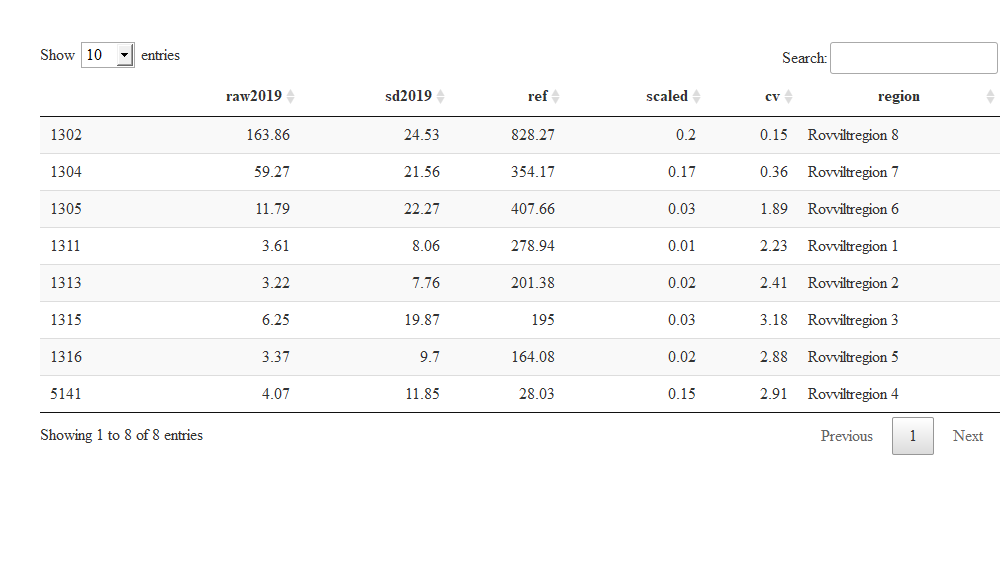 Show 10 entries Search:
raw2019 sd2019 ref scaled cv region
1302 163.86 24.53 828.27 0.2 0.15 Rovviltregion 8
1304 59.27 21.56 354.17 0.17 0.36 Rovviltregion 7
1305 11.79 22.27 407.66 0.03 1.89 Rovviltregion 6
1311 3.61 8.06 278.94 0.01 2.23 Rovviltregion 1
1313 3.22 7.76 201.38 0.02 2.41 Rovviltregion 2
1315 6.25 19.87 195 0.03 3.18 Rovviltregion 3
1316 3.37 9.7 164.08 0.02 2.88 Rovviltregion 5
5141 4.07 11.85 28.03 0.15 2.91 Rovviltregion 4
Showing 1 to 8 of 8 entries Previous 1 Next